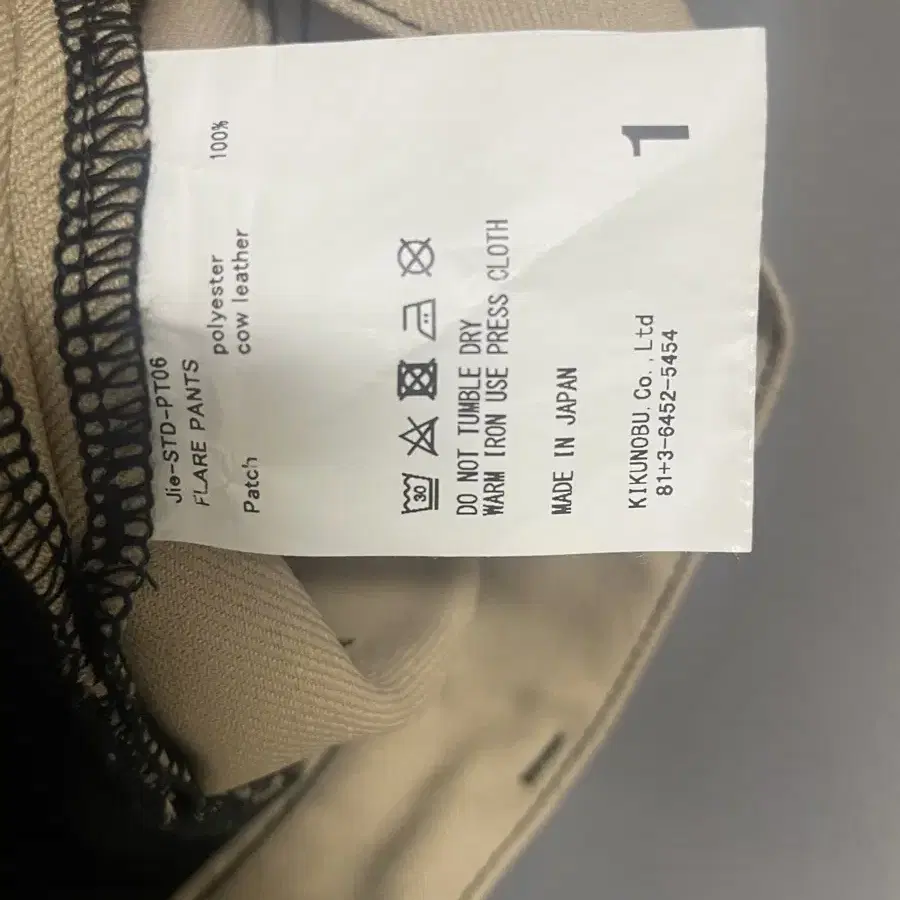 Jie-STD-PT06
FLARE PANTS
polyester 100%
Patch cow leather
30
DO NOT TUMBLE DRY
WARM IRON USE PRESS CLOTH
MADE IN JAPAN
KIKUNOBU.Co.,Ltd
81+3-6452-5454
1